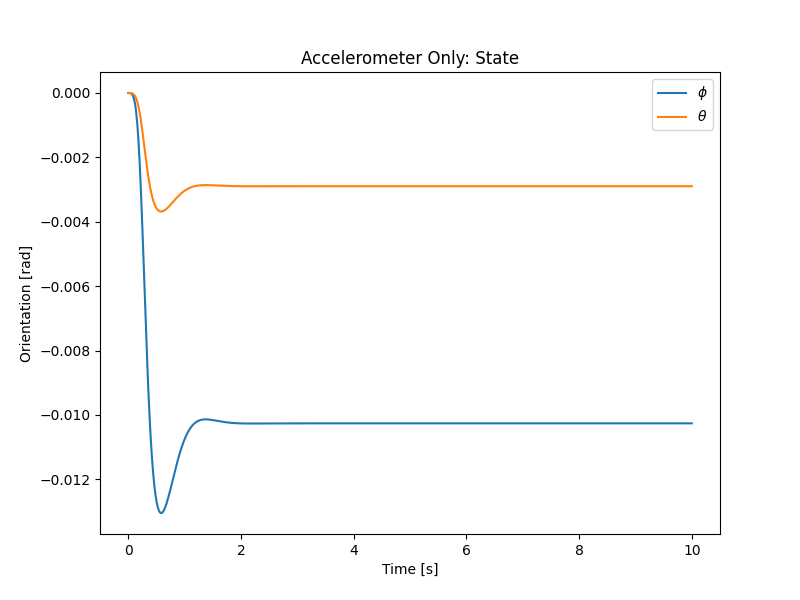 Accelerometer Only: State
ϕ
θ
0.000
−0.002
−0.004
−0.006
−0.008
−0.010
−0.012
Orientation [rad]
0 2 4 6 8 10
Time [s]